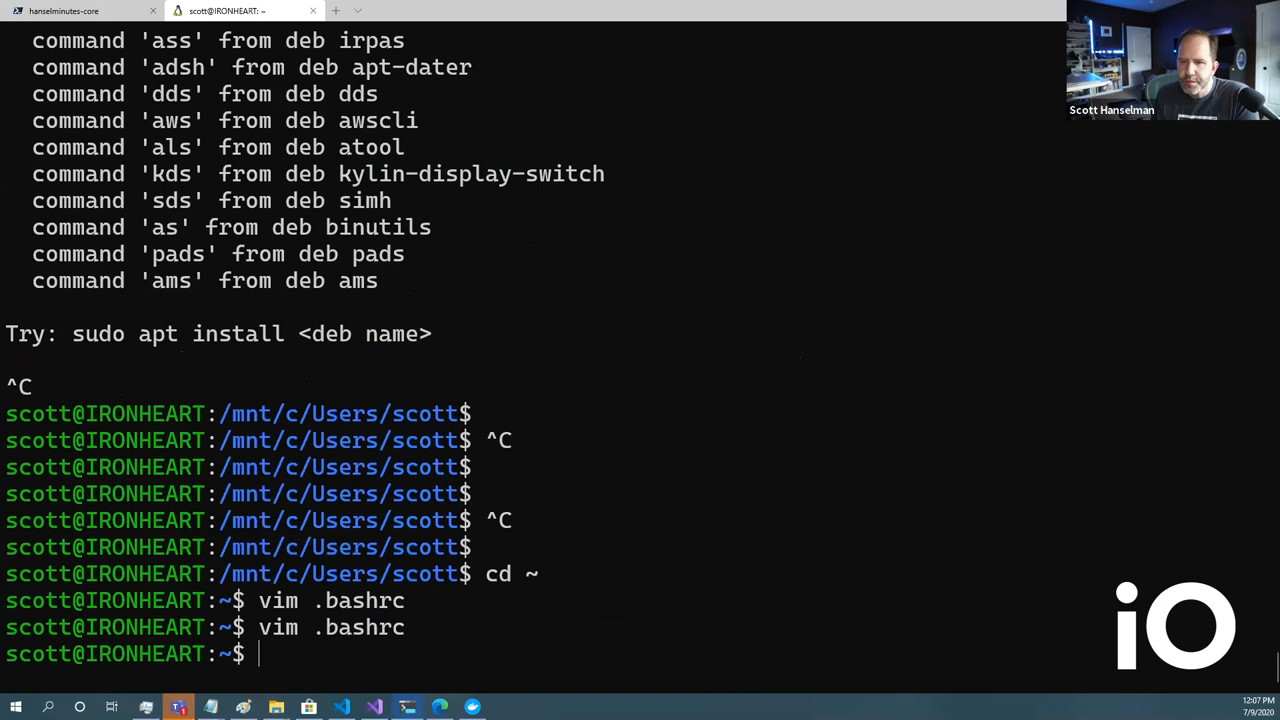 hanselminutes-core
scott@IRONHEART: ~
command 'ass' from deb irpas
command 'adsh' from deb apt-dater
command 'dds' from deb dds
command 'aws' from deb awscli
command 'als' from deb atool
command 'kds' from deb kylin-display-switch
command 'sds' from deb simh
command 'as' from deb binutils
command 'pads' from deb pads
command 'ams' from deb ams
Try: sudo apt install <deb name>
^C
scott@IRONHEART:/mnt/c/Users/scott$
scott@IRONHEART:/mnt/c/Users/scott$ ^C
scott@IRONHEART:/mnt/c/Users/scott$
scott@IRONHEART:/mnt/c/Users/scott$
scott@IRONHEART:/mnt/c/Users/scott$ ^C
scott@IRONHEART:/mnt/c/Users/scott$
scott@IRONHEART:/mnt/c/Users/scott$ cd ~
scott@IRONHEART:~$ vim .bashrc
scott@IRONHEART:~$ vim .bashrc
scott@IRONHEART:~$
Scott Hanselman
iO
12:07 PM
7/9/2020